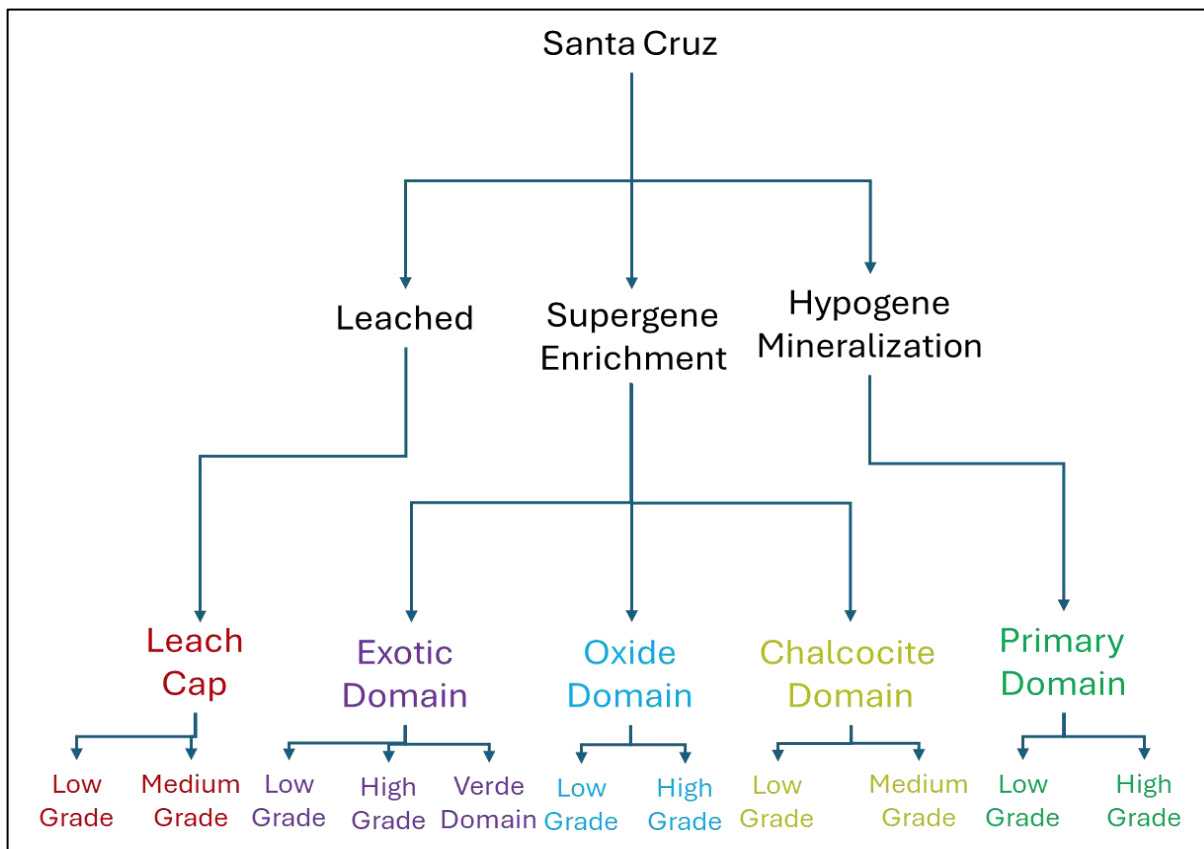 Santa Cruz
Leached
Supergene
Enrichment
Hypogene
Mineralization
Leach
Cap
Exotic
Domain
Oxide
Domain
Chalcocite
Domain
Primary
Domain
Low
Grade
Medium
Grade
Low
Grade
High
Grade
Verde
Domain
Low
Grade
High
Grade
Low
Grade
Medium
Grade
Low
Grade
High
Grade